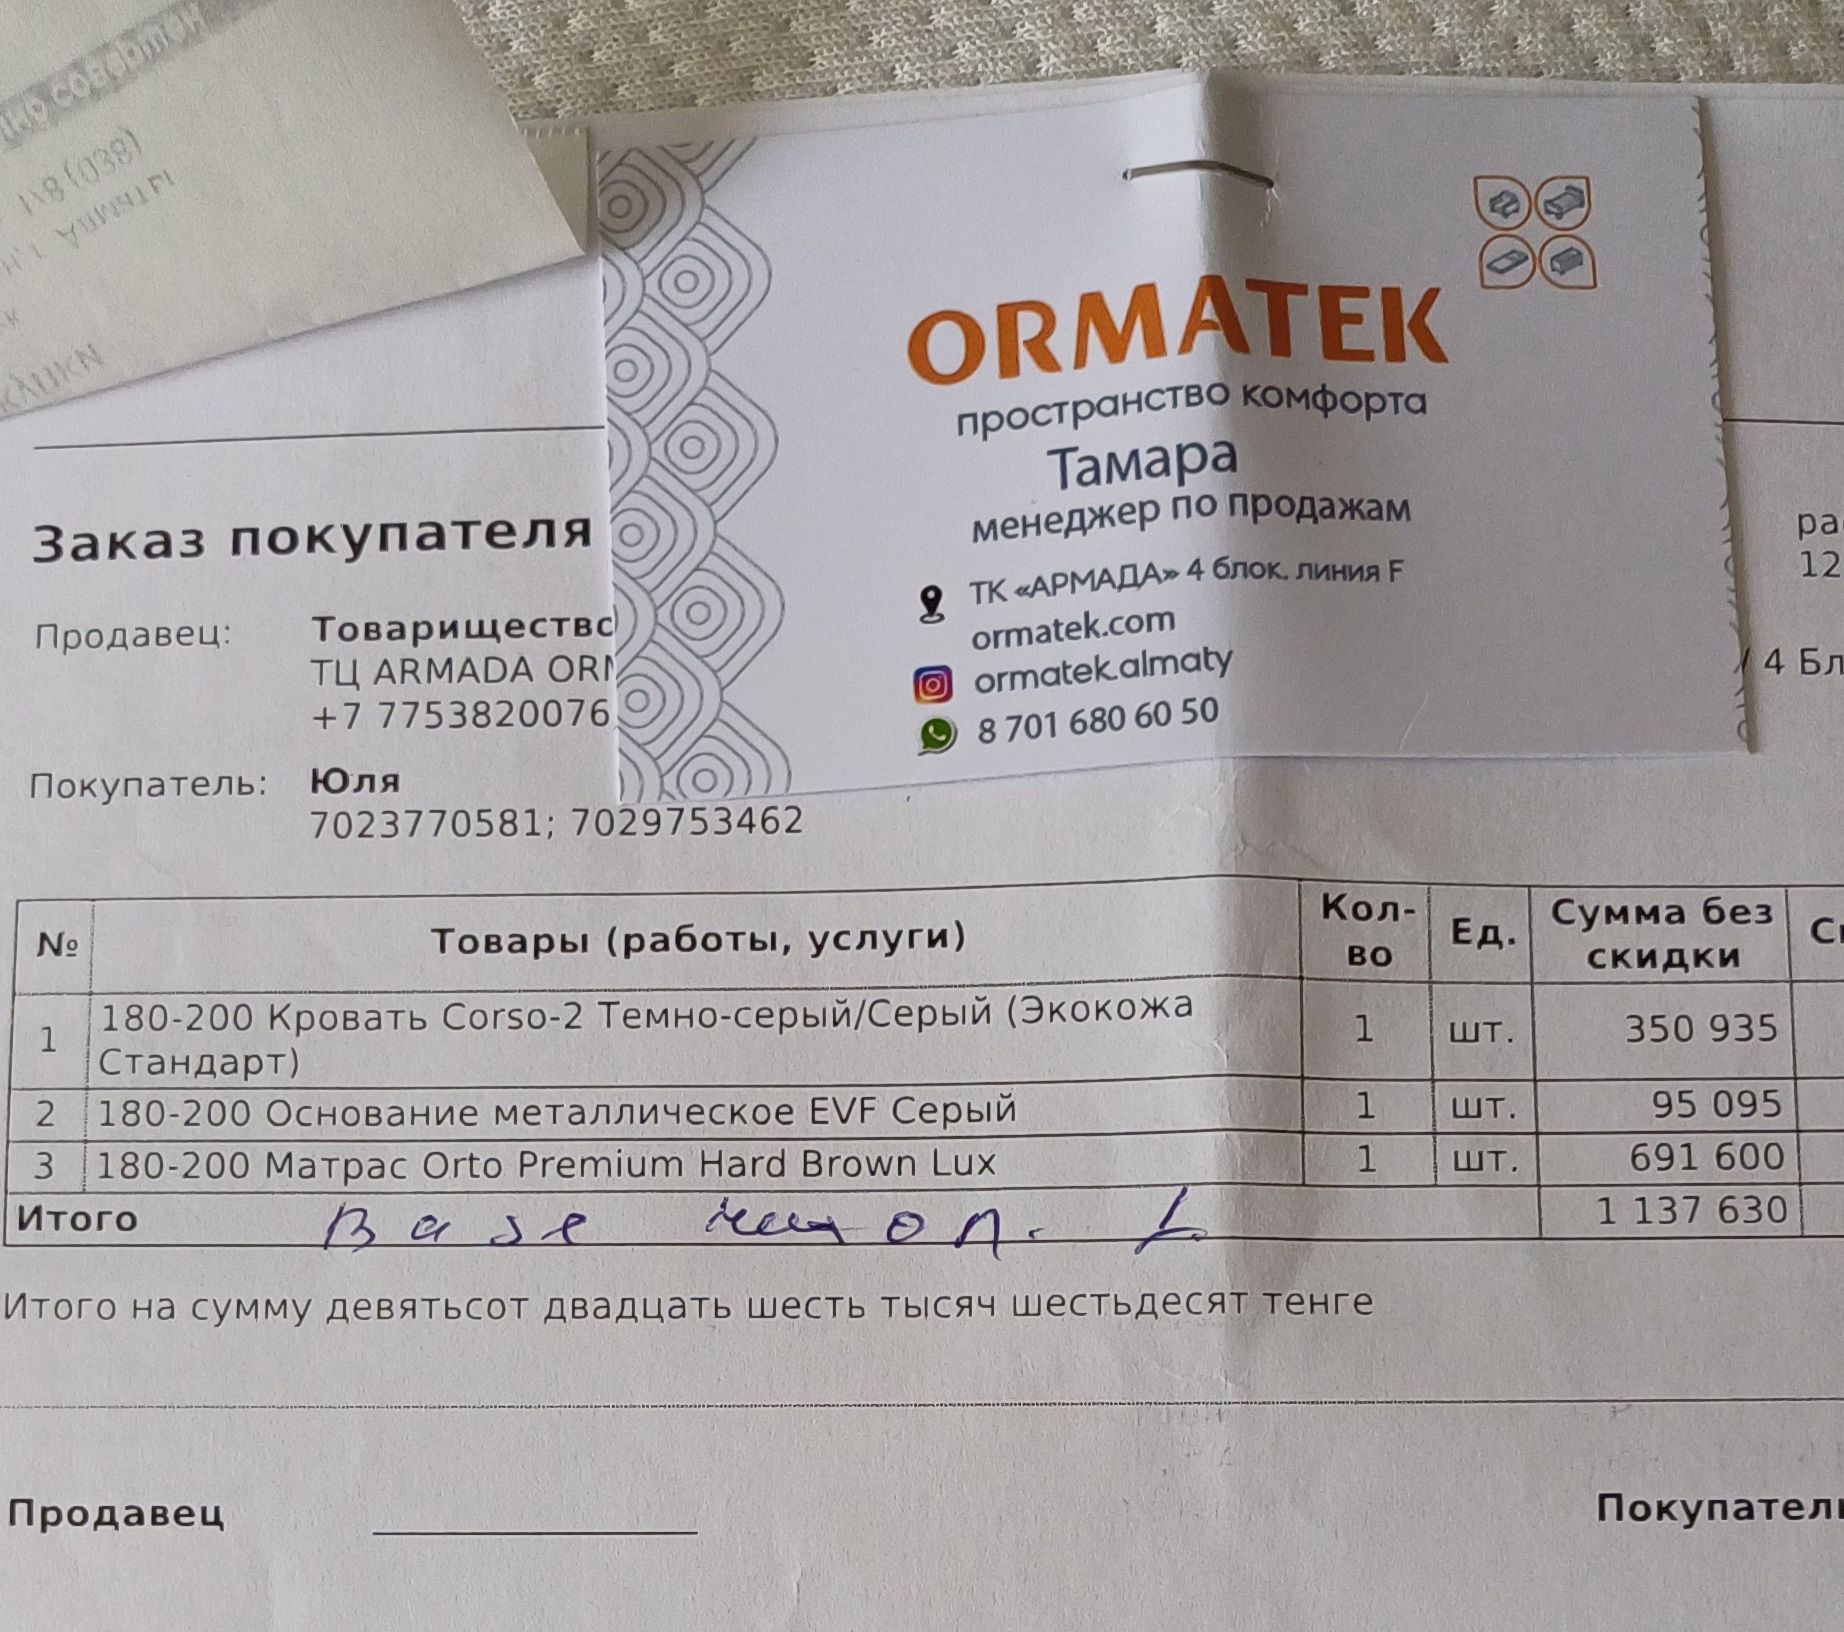 ORMATEK
пространство комфорта
Тамара
менеджер по продажам
ТК «АРМАДА» 4 блок, линия F
ormatek.com
ormatek.almaty
8 701 680 60 50
Заказ покупателя
12
Продавец: Товарищество
ТЦ ARMADA ORM
4 Бл
+7 7753820076
Покупатель: Юля
7023770581; 7029753462
№ Товары (работы, услуги) Кол-во Ед. Сумма без скидки
1 180-200 Кровать Corso-2 Темно-серый/Серый (Экокожа Стандарт) 1 шт. 350 935
2 180-200 Основание металлическое EVF Серый 1 шт. 95 095
3 180-200 Матрас Orto Premium Hard Brown Lux 1 шт. 691 600
Итого Base 1 137 630
Итого на сумму девятьсот двадцать шесть тысяч шестьдесят тенге
Продавец Покупатель